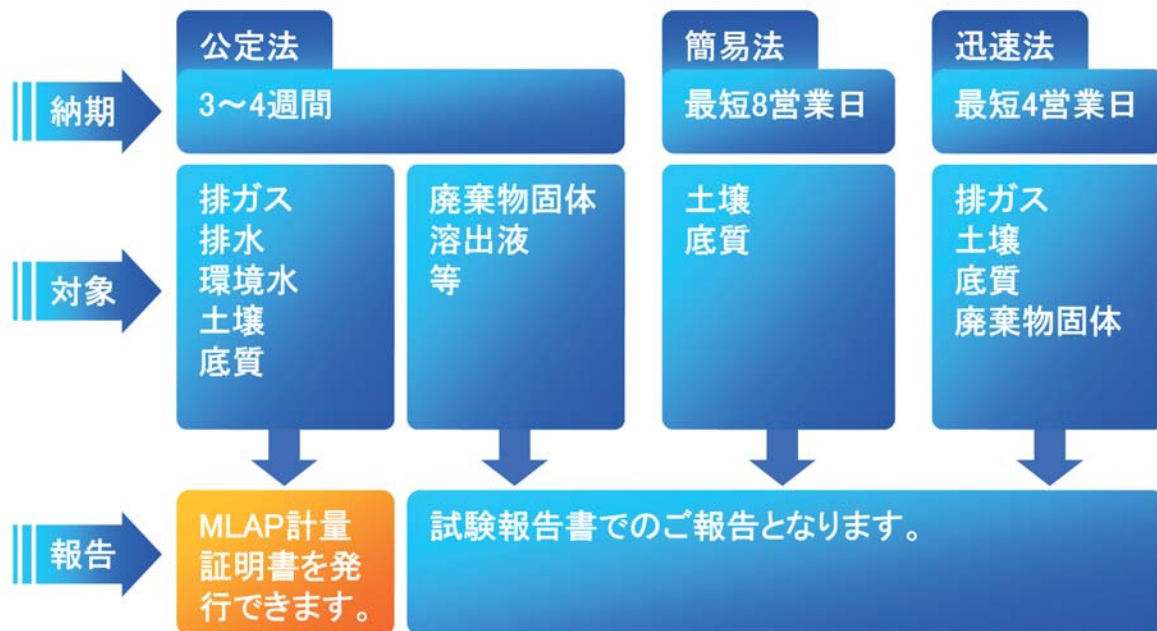 公定法
簡易法
迅速法
納期
3～4週間
最短8営業日
最短4営業日
対象
排ガス
排水
環境水
土壌
底質
廃棄物固体
溶出液
等
土壌
底質
排ガス
土壌
底質
廃棄物固体
報告
MLAP計量
証明書を発
行できます。
試験報告書でのご報告となります。